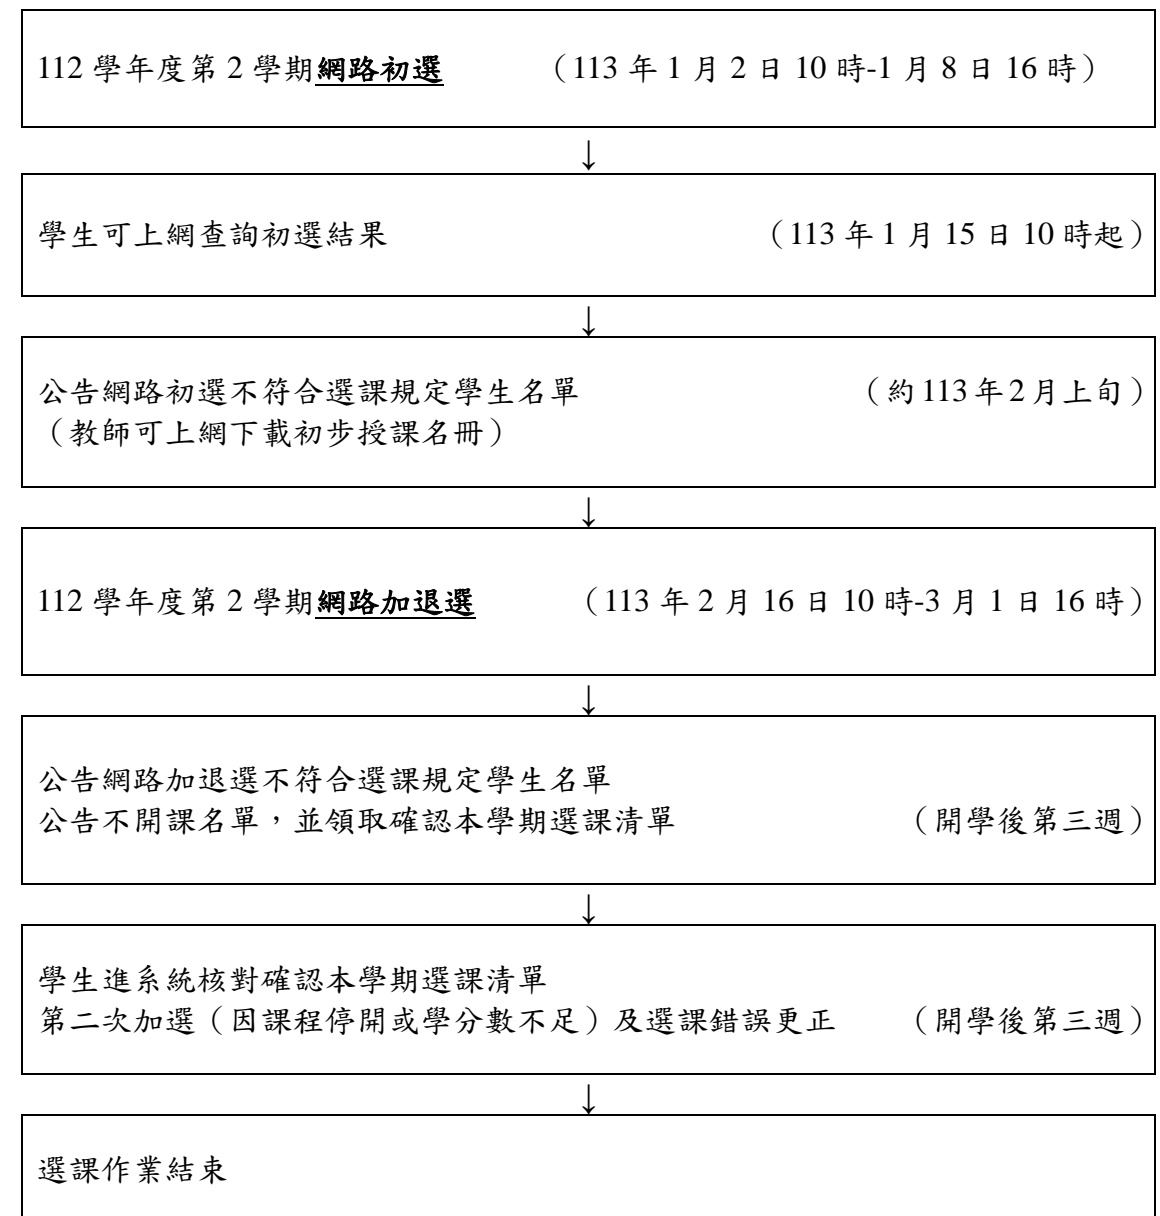 112 學年度第 2 學期網路初選 （113 年 1 月 2 日 10 時-1 月 8 日 16 時）
↓
學生可上網查詢初選結果 （113 年 1 月 15 日 10 時起）
↓
公告網路初選不符合選課規定學生名單 （約 113 年 2 月上旬）
（教師可上網下載初步授課名冊）
↓
112 學年度第 2 學期網路加退選 （113 年 2 月 16 日 10 時-3 月 1 日 16 時）
↓
公告網路加退選不符合選課規定學生名單
公告不開課名單，並領取確認本學期選課清單 （開學後第三週）
↓
學生進系統核對確認本學期選課清單
第二次加選（因課程停開或學分數不足）及選課錯誤更正 （開學後第三週）
↓
選課作業結束